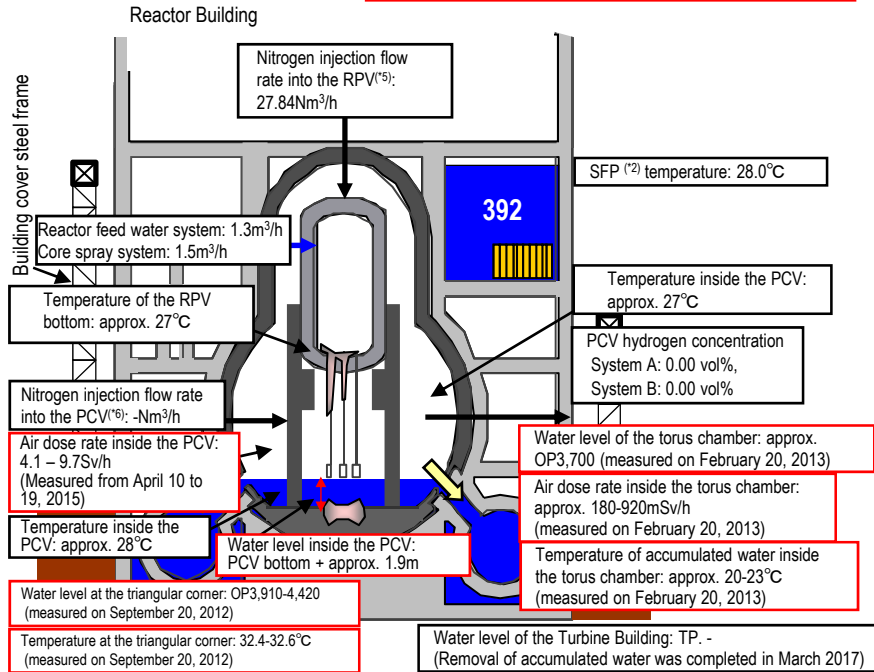 Reactor Building
Nitrogen injection flow
rate into the RPV(*5):
27.84Nm³/h
Building cover steel frame
SFP (*2) temperature: 28.0℃
392
Reactor feed water system: 1.3m³/h
Core spray system: 1.5m³/h
Temperature inside the PCV:
approx. 27℃
Temperature of the RPV
bottom: approx. 27℃
PCV hydrogen concentration
System A: 0.00 vol%,
System B: 0.00 vol%
Nitrogen injection flow rate
into the PCV(*6): -Nm³/h
Air dose rate inside the PCV:
4.1 – 9.7Sv/h
(Measured from April 10 to
19, 2015)
Water level of the torus chamber: approx.
OP3,700 (measured on February 20, 2013)
Air dose rate inside the torus chamber:
approx. 180-920mSv/h
(measured on February 20, 2013)
Temperature inside the
PCV: approx. 28℃
Water level inside the PCV:
PCV bottom + approx. 1.9m
Temperature of accumulated water inside
the torus chamber: approx. 20-23℃
(measured on February 20, 2013)
Water level at the triangular corner: OP3,910-4,420
(measured on September 20, 2012)
Temperature at the triangular corner: 32.4-32.6℃
(measured on September 20, 2012)
Water level of the Turbine Building: TP. -
(Removal of accumulated water was completed in March 2017)